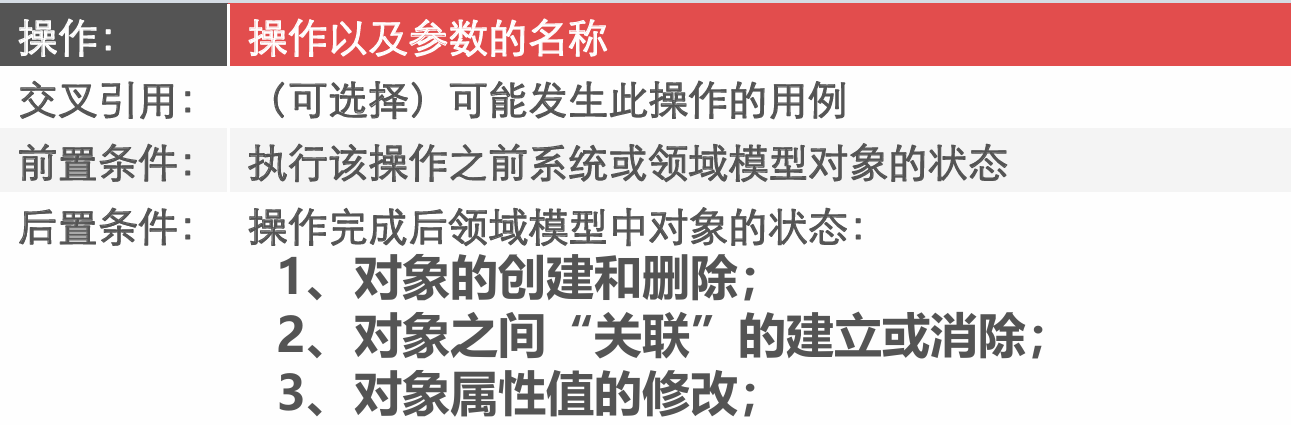 操作： 操作以及参数的名称
交叉引用： （可选择）可能发生此操作的用例
前置条件： 执行该操作之前系统或领域模型对象的状态
后置条件： 操作完成后领域模型中对象的状态：
1、对象的创建和删除；
2、对象之间“关联”的建立或消除；
3、对象属性值的修改；